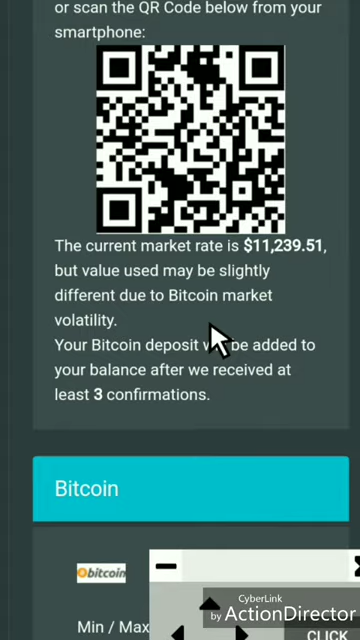 or scan the QR Code below from your
smartphone:
The current market rate is $11,239.51,
but value used may be slightly
different due to Bitcoin market
volatility.
Your Bitcoin deposit be added to
your balance after we received at
least 3 confirmations.
Bitcoin
bitcoin
Min / Max
CyberLink
by ActionDirector
CLICK